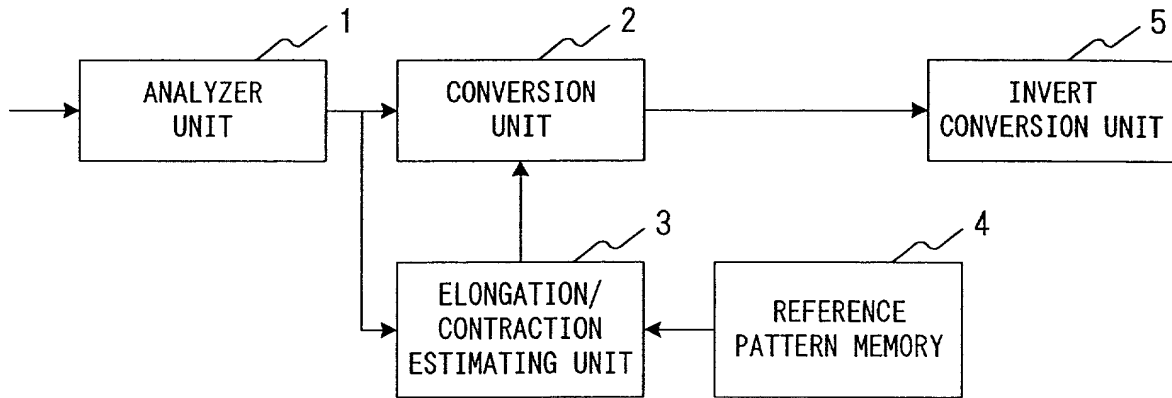 1
ANALYZER
UNIT
2
CONVERSION
UNIT
5
INVERT
CONVERSION UNIT
3
ELONGATION/
CONTRACTION
ESTIMATING UNIT
4
REFERENCE
PATTERN MEMORY